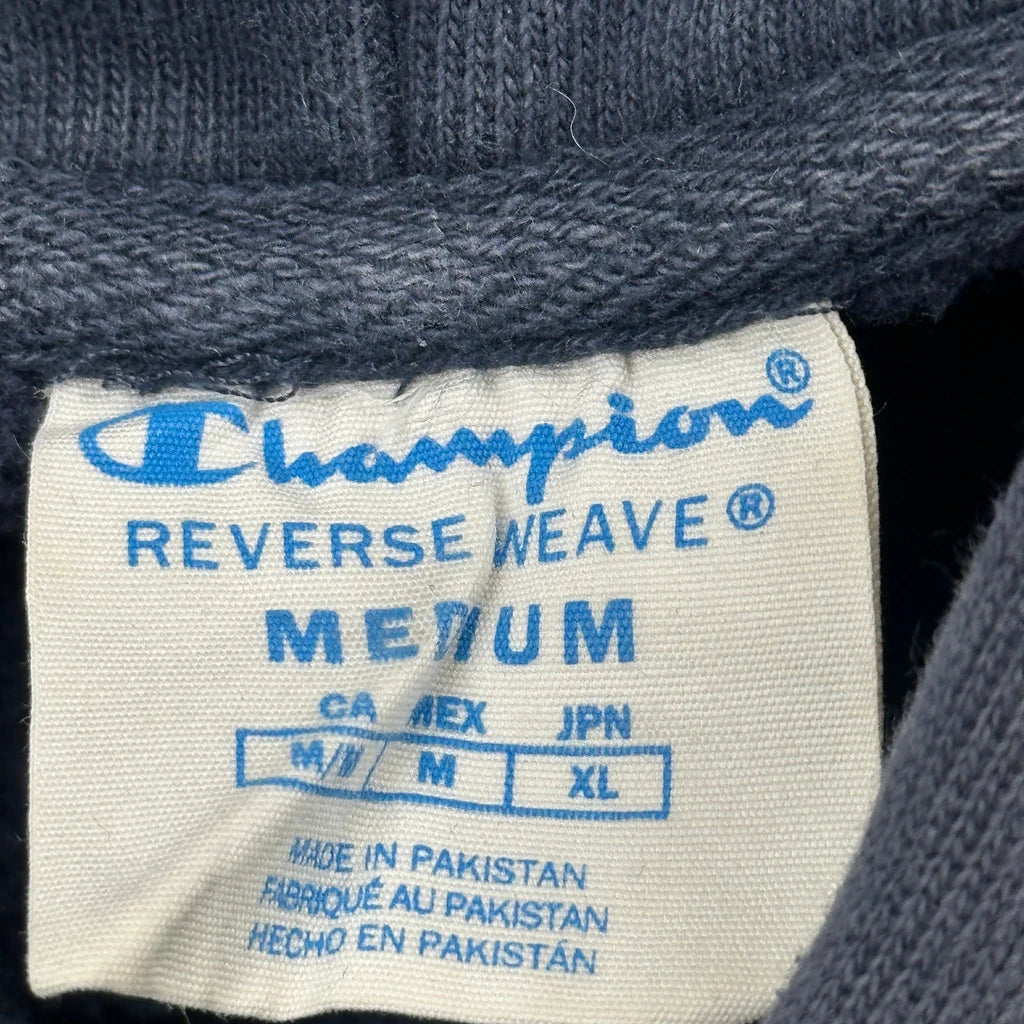 Champion®
REVERSE WEAVE®
MEDIUM
CA MEX JPN
M/M M XL
MADE IN PAKISTAN
FABRIQUÉ AU PAKISTAN
HECHO EN PAKISTÁN